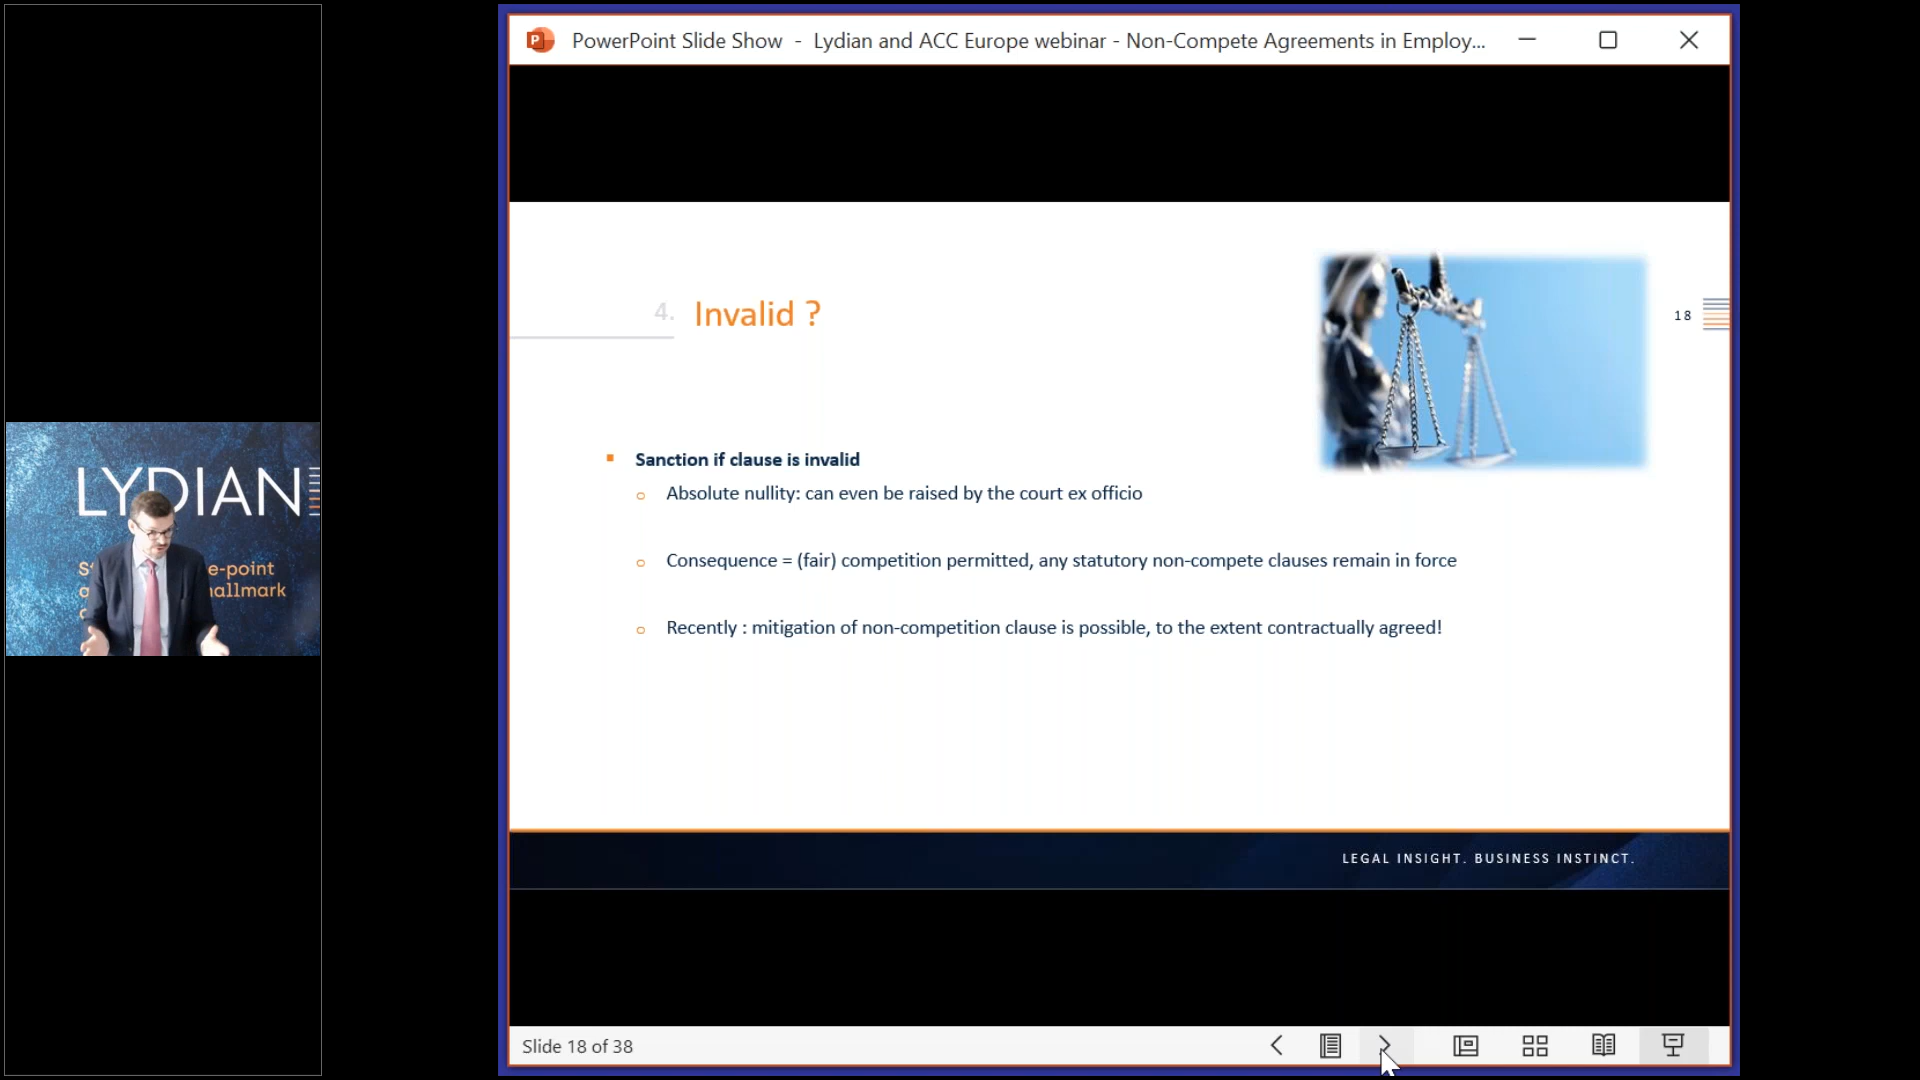 PowerPoint Slide Show - Lydian and ACC Europe webinar - Non-Compete Agreements in Employ...
4. Invalid ?
18
Sanction if clause is invalid
Absolute nullity: can even be raised by the court ex officio
Consequence = (fair) competition permitted, any statutory non-compete clauses remain in force
Recently : mitigation of non-competition clause is possible, to the extent contractually agreed!
LEGAL INSIGHT. BUSINESS INSTINCT.
Slide 18 of 38
LYDIAN
e-point
allmark